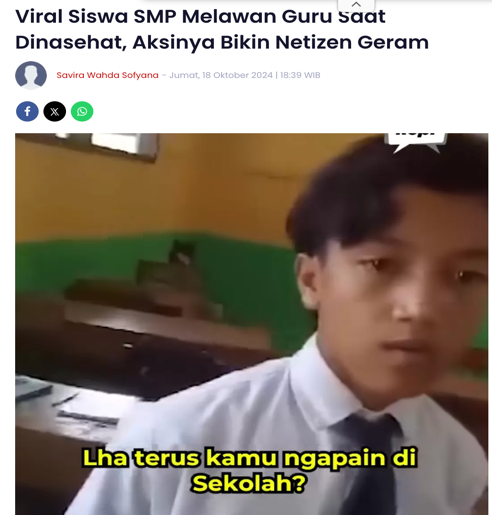 Viral Siswa SMP Melawan Guru Saat
Dinasehat, Aksinya Bikin Netizen Geram
Savira Wahda Sofyana - Jumat, 18 Oktober 2024 | 18:39 WIB
Lha terus kamu ngapain di
Sekolah?